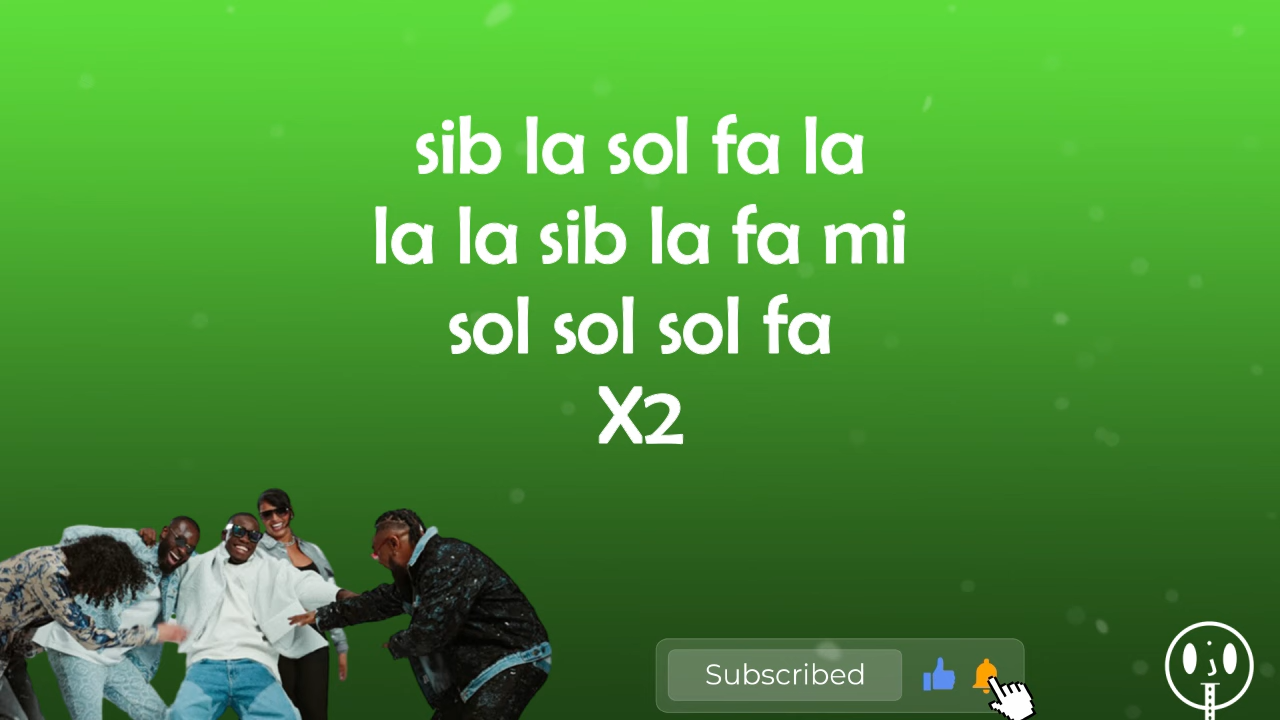 sib la sol fa la
la la sib la fa mi
sol sol sol fa
X2
Subscribed